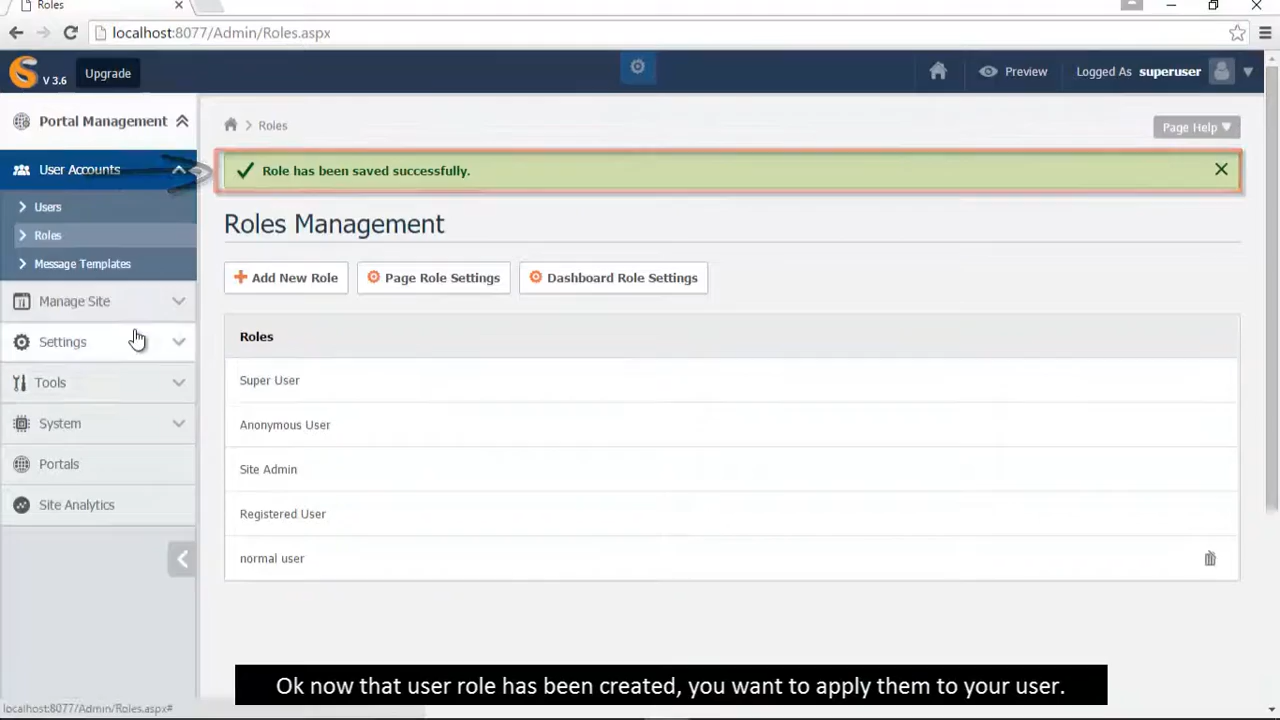 Roles
localhost:8077/Admin/Roles.aspx
V 3.6
Upgrade
Preview
Logged As superuser
Portal Management
Roles
Page Help
User Accounts
Role has been saved successfully.
Users
Roles Management
Roles
Message Templates
Add New Role
Page Role Settings
Dashboard Role Settings
Manage Site
Roles
Settings
Super User
Tools
Anonymous User
System
Site Admin
Portals
Registered User
Site Analytics
normal user
Ok now that user role has been created, you want to apply them to your user.
localhost:8077/Admin/Roles.aspx#